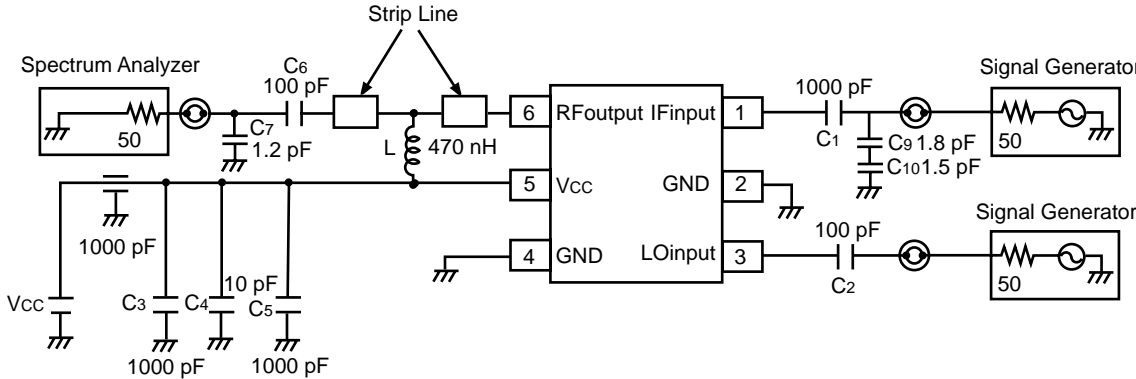 Strip Line
Spectrum Analyzer
C6
100 pF
1000 pF
Signal Generator
50
C7
1.2 pF
L
470 nH
6
RFoutput
IFinput
1
C1
C9 1.8 pF
C10 1.5 pF
50
5
VCC
GND
2
1000 pF
Signal Generator
4
GND
LOinput
3
100 pF
C2
50
VCC
C3
C4
10 pF
C5
1000 pF
1000 pF